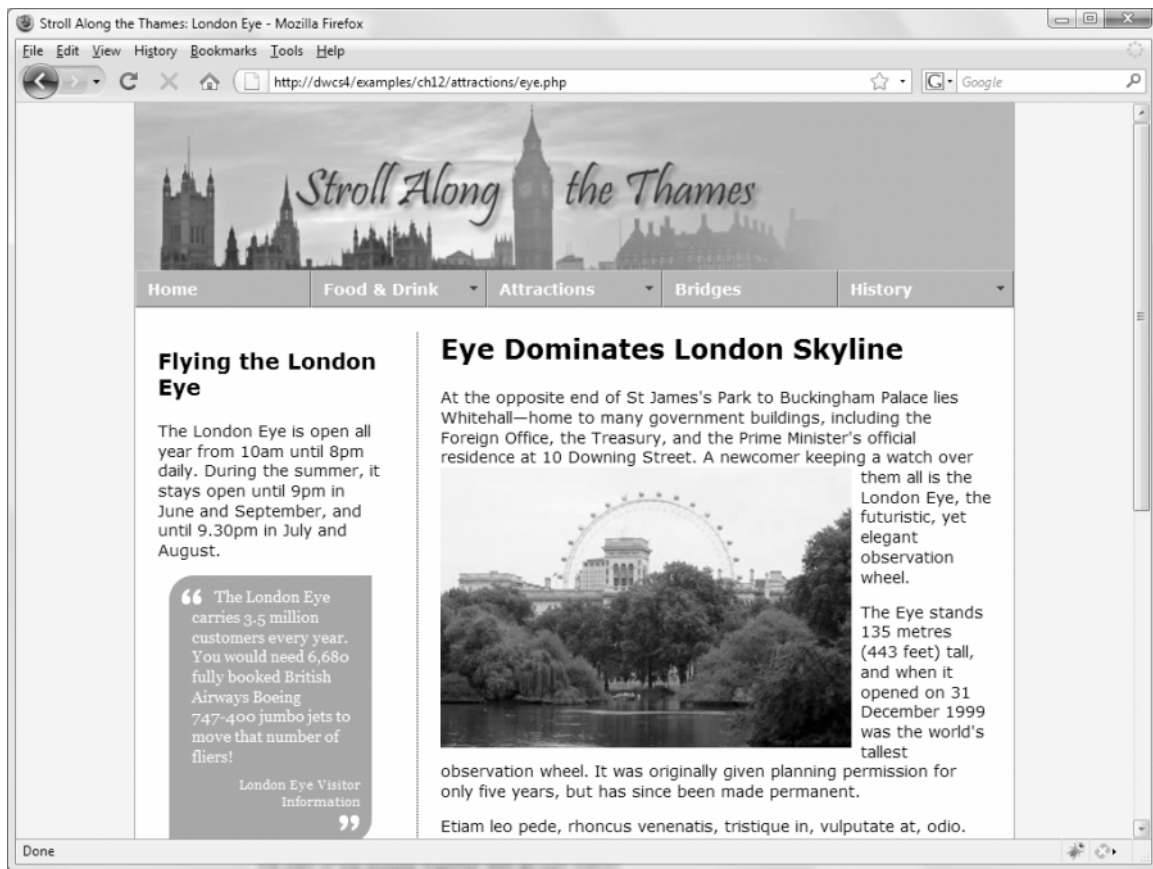 Stroll Along the Thames: London Eye - Mozilla Firefox
File Edit View History Bookmarks Tools Help
http://dwcs4/examples/ch12/attractions/eye.php
G Google
Stroll Along the Thames
Home Food & Drink Attractions Bridges History
Flying the London
Eye
The London Eye is open all
year from 10am until 8pm
daily. During the summer, it
stays open until 9pm in
June and September, and
until 9.30pm in July and
August.
“ The London Eye
carries 3.5 million
customers every year.
You would need 6,680
fully booked British
Airways Boeing
747-400 jumbo jets to
move that number of
fliers!
London Eye Visitor
Information
”
Eye Dominates London Skyline
At the opposite end of St James's Park to Buckingham Palace lies
Whitehall—home to many government buildings, including the
Foreign Office, the Treasury, and the Prime Minister's official
residence at 10 Downing Street. A newcomer keeping a watch over
them all is the
London Eye, the
futuristic, yet
elegant
observation
wheel.
The Eye stands
135 metres
(443 feet) tall,
and when it
opened on 31
December 1999
was the world's
tallest
observation wheel. It was originally given planning permission for
only five years, but has since been made permanent.
Etiam leo pede, rhoncus venenatis, tristique in, vulputate at, odio.
Done